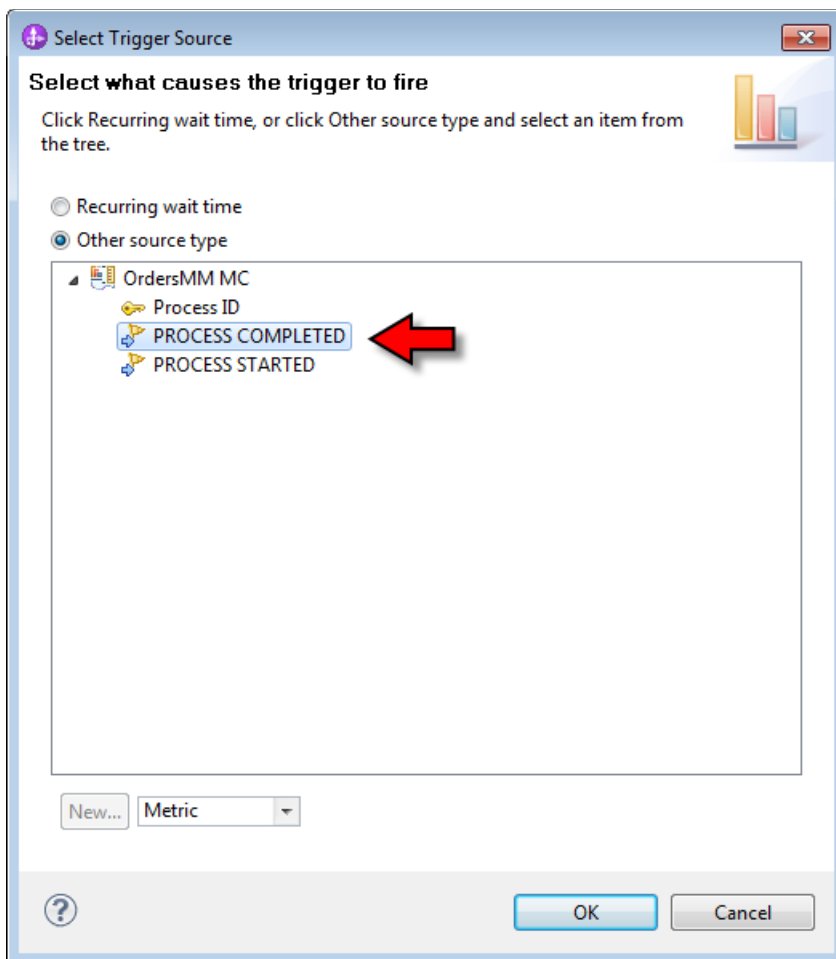 Select Trigger Source
Select what causes the trigger to fire
Click Recurring wait time, or click Other source type and select an item from
the tree.
Recurring wait time
Other source type
OrdersMM MC
Process ID
PROCESS COMPLETED
PROCESS STARTED
New... Metric
? OK Cancel